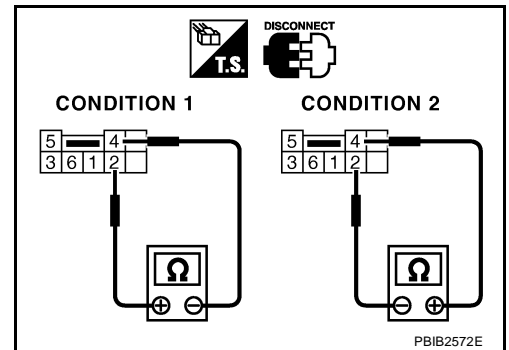 T.S.
DISCONNECT
CONDITION 1
CONDITION 2
5 4
3 6 1 2
Ω
+ -
5 4
3 6 1 2
Ω
- +
PBIB2572E